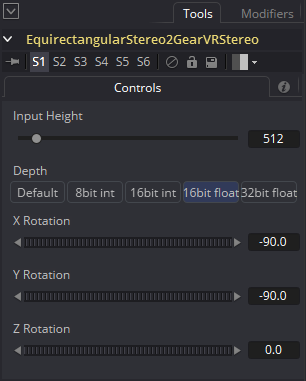 Tools Modifiers
EquirectangularStereo2GearVRStereo
S1 S2 S3 S4 S5 S6
Controls
Input Height
512
Depth
Default 8bit int 16bit int 16bit float 32bit float
X Rotation
-90.0
Y Rotation
-90.0
Z Rotation
0.0